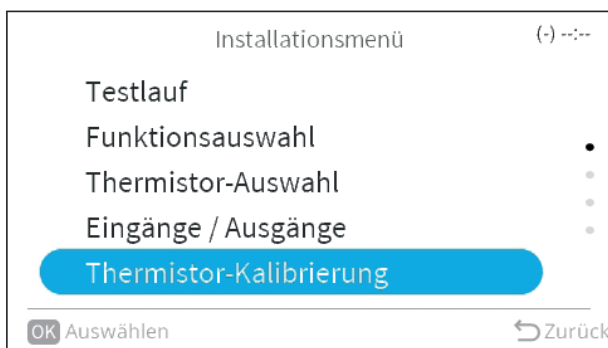 Installationsmenü (-) --:--
Testlauf
Funktionsauswahl
Thermistor-Auswahl
Eingänge / Ausgänge
Thermistor-Kalibrierung
OK Auswählen Zurück